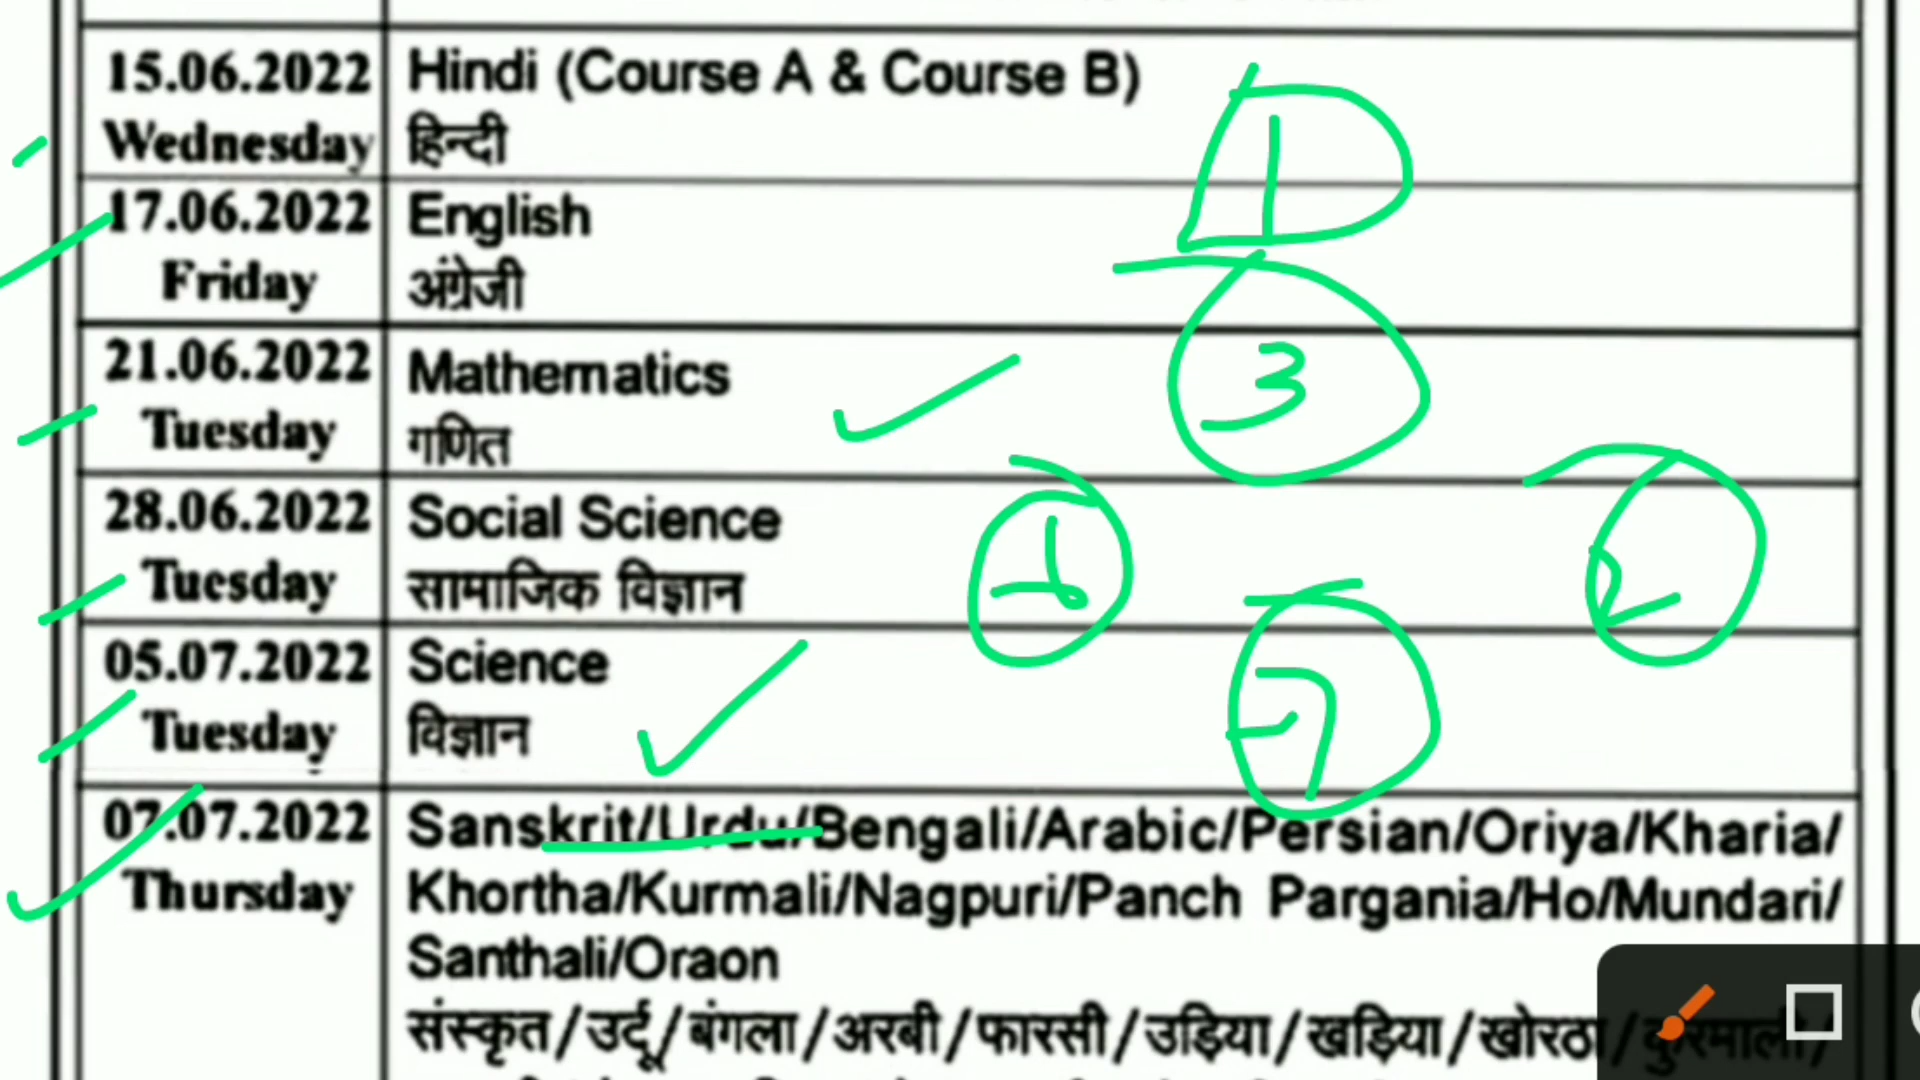 15.06.2022 Hindi (Course A & Course B)
Wednesday हिन्दी
1
17.06.2022 English
Friday अंग्रेजी
21.06.2022 Mathematics
3
Tuesday गणित
28.06.2022 Social Science
2
Tuesday सामाजिक विज्ञान
05.07.2022 Science
7
Tuesday विज्ञान
07.07.2022 Sanskrit/Urdu/Bengali/Arabic/Persian/Oriya/Kharia/
Thursday Khortha/Kurmali/Nagpuri/Panch Pargania/Ho/Mundari/
Santhali/Oraon
संस्कृत/उर्दू/बंगला/अरबी/फारसी/उड़िया/खड़िया/खोरठा/कुरमाली/